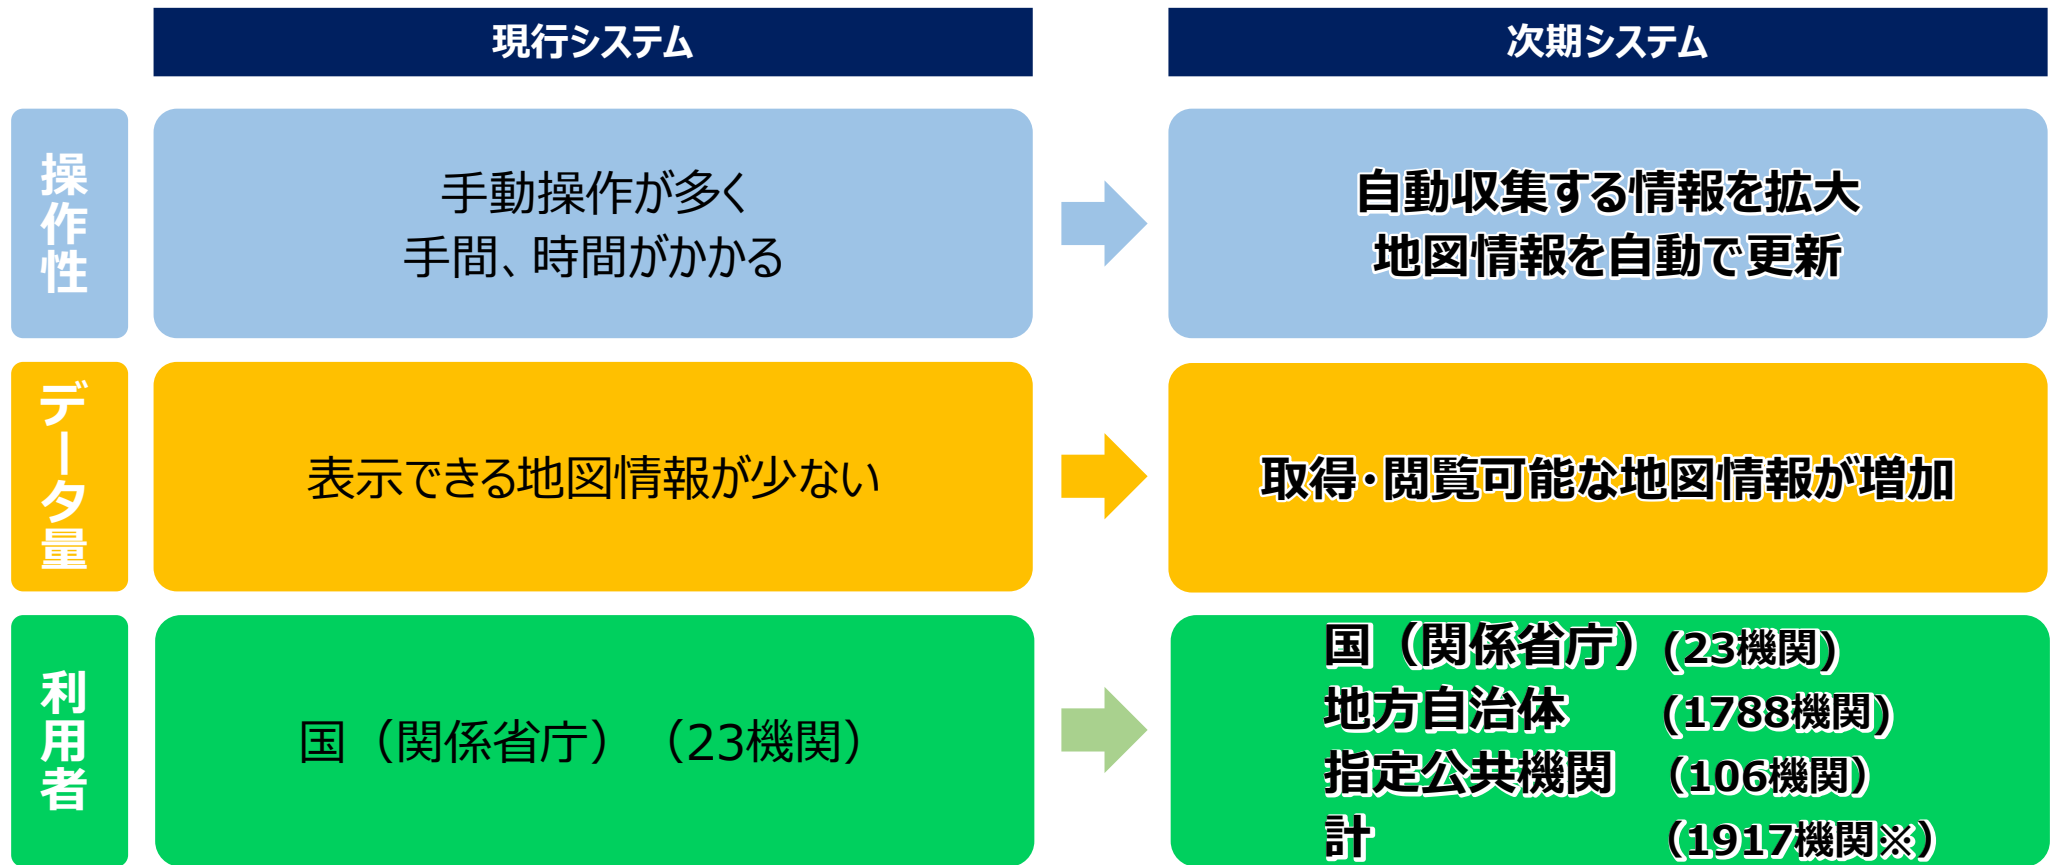 現行システム
次期システム
操作性
手動操作が多く
手間、時間がかかる
自動収集する情報を拡大
地図情報を自動で更新
データ量
表示できる地図情報が少ない
取得・閲覧可能な地図情報が増加
利用者
国（関係省庁）（23機関）
国（関係省庁）(23機関)
地方自治体 (1788機関)
指定公共機関 （106機関）
計 （1917機関※）